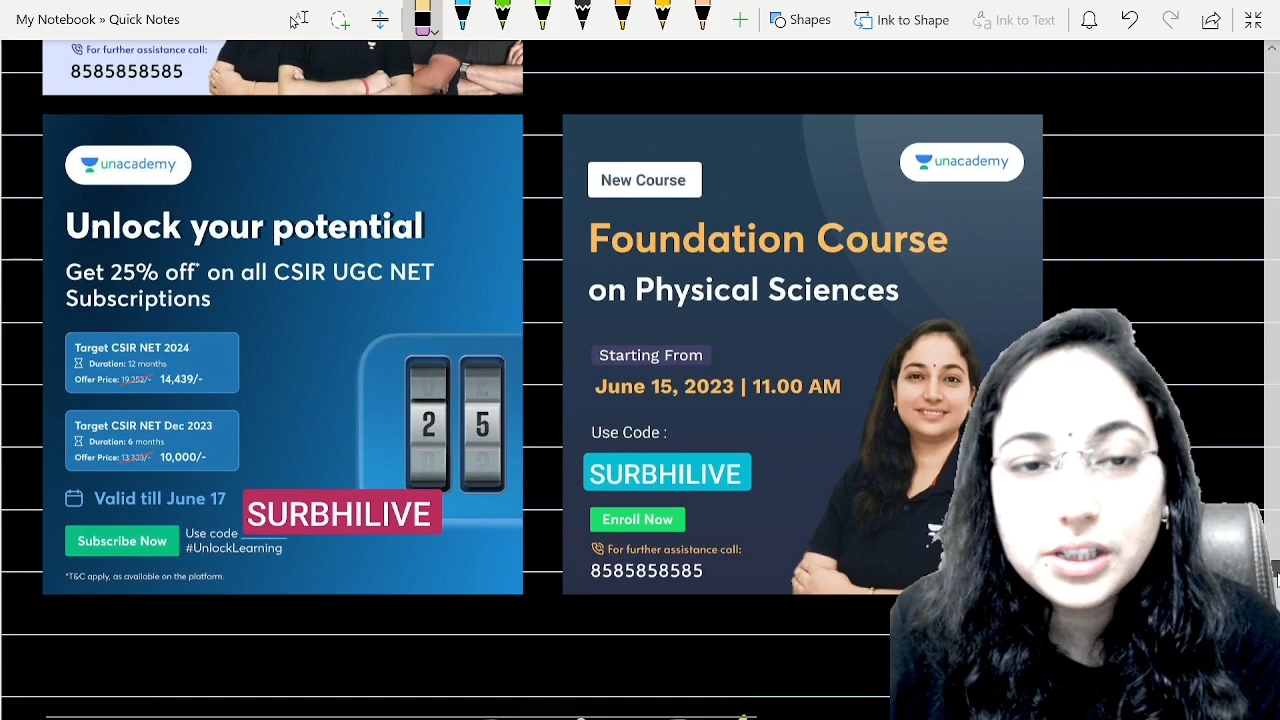 My Notebook » Quick Notes
Shapes
Ink to Shape
Ink to Text
For further assistance call:
8585858585
unacademy
Unlock your potential
Get 25% off* on all CSIR UGC NET
Subscriptions
Target CSIR NET 2024
Duration: 12 months
Offer Price: 19,252/- 14,439/-
Target CSIR NET Dec 2023
Duration: 6 months
Offer Price: 13,333/- 10,000/-
Valid till June 17
SURBHILIVE
Subscribe Now
Use code
#UnlockLearning
*T&C apply, as available on the platform.
2 5
unacademy
New Course
Foundation Course
on Physical Sciences
Starting From
June 15, 2023 | 11.00 AM
Use Code :
SURBHILIVE
Enroll Now
For further assistance call:
8585858585